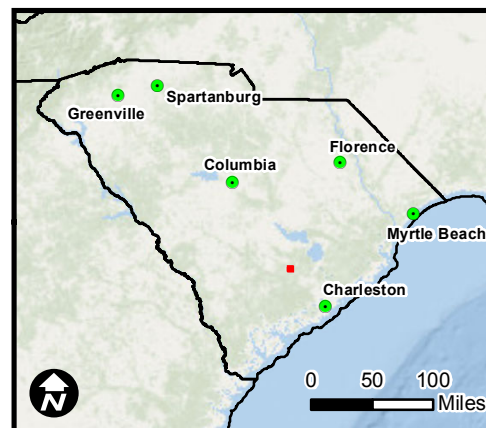 Spartanburg
Greenville
Florence
Columbia
Myrtle Beach
Charleston
0 50 100
Miles
N